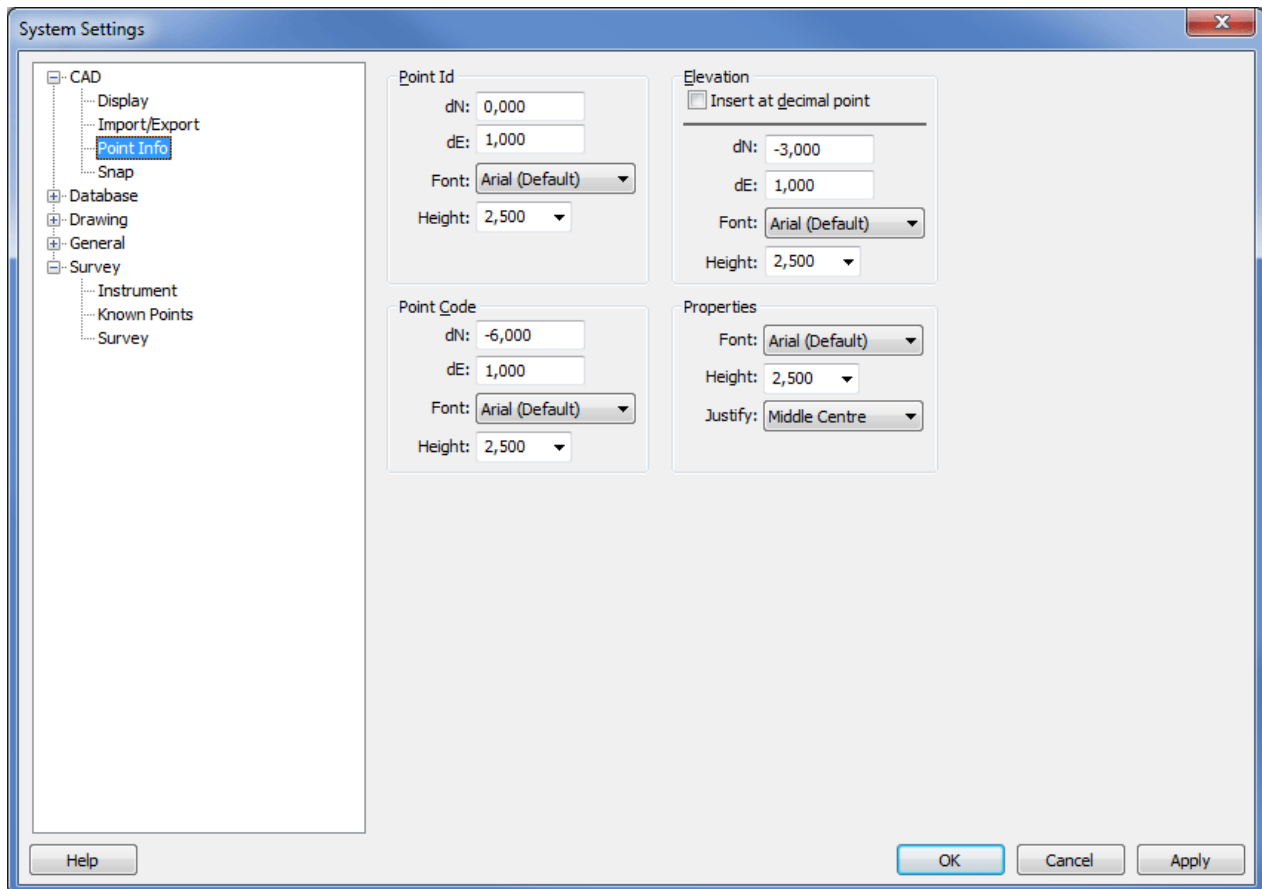 System Settings
CAD
Display
Import/Export
Point Info
Snap
Database
Drawing
General
Survey
Instrument
Known Points
Survey
Point Id
dN: 0,000
dE: 1,000
Font: Arial (Default)
Height: 2,500
Elevation
Insert at decimal point
dN: -3,000
dE: 1,000
Font: Arial (Default)
Height: 2,500
Point Code
dN: -6,000
dE: 1,000
Font: Arial (Default)
Height: 2,500
Properties
Font: Arial (Default)
Height: 2,500
Justify: Middle Centre
Help OK Cancel Apply